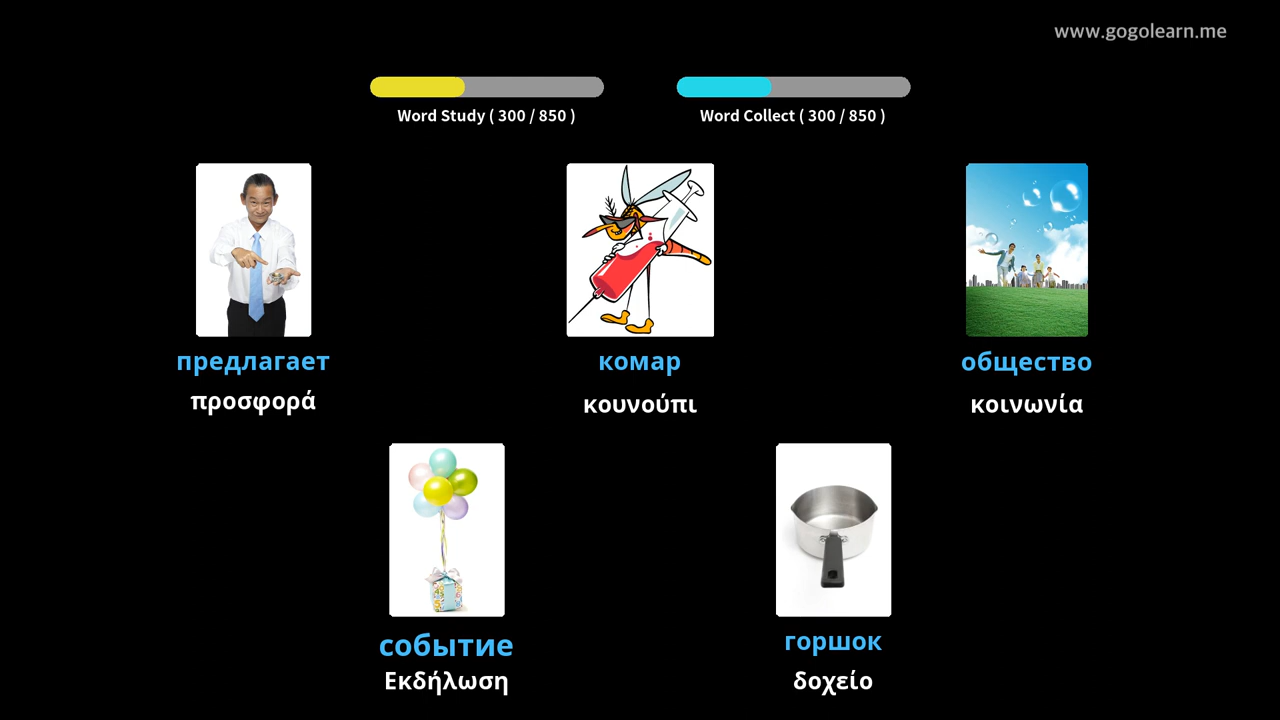 www.gogolearn.me
Word Study ( 300 / 850 )
Word Collect ( 300 / 850 )
предлагает
προσφορά
комар
κουνούπι
общество
κοινωνία
событие
Εκδήλωση
горшок
δοχείο